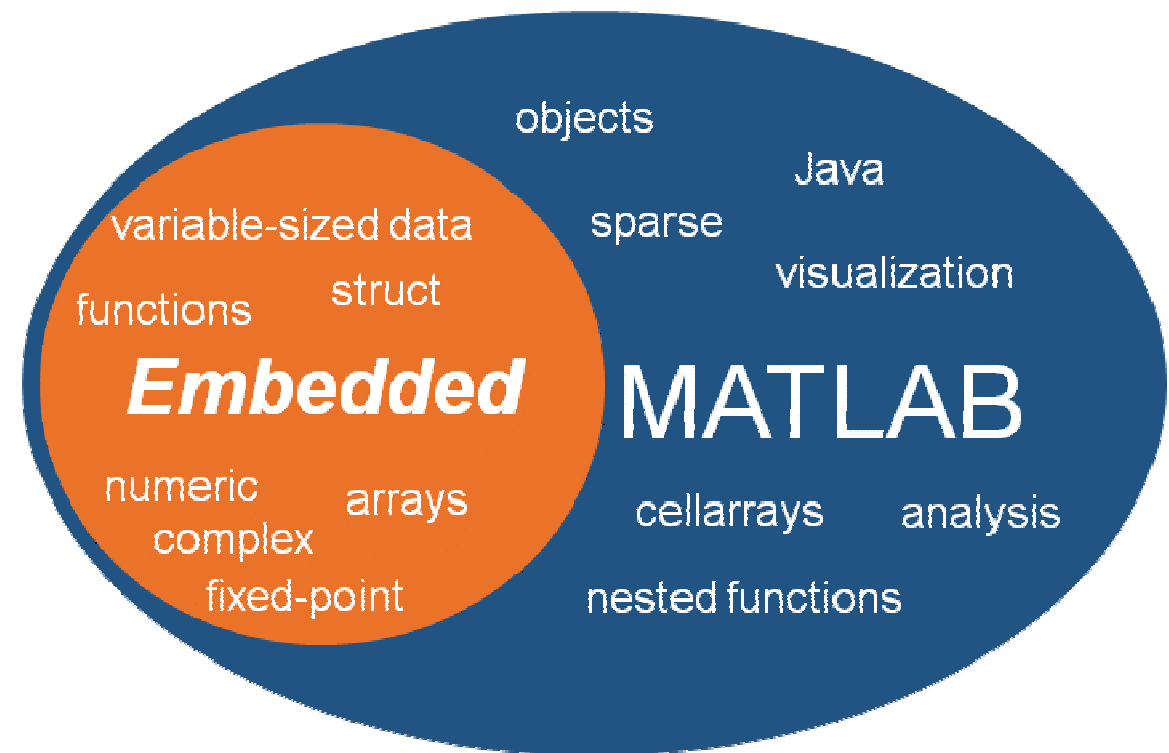 objects
Java
sparse
visualization
variable-sized data
struct
functions
Embedded MATLAB
numeric
arrays
complex
fixed-point
cellarrays
analysis
nested functions